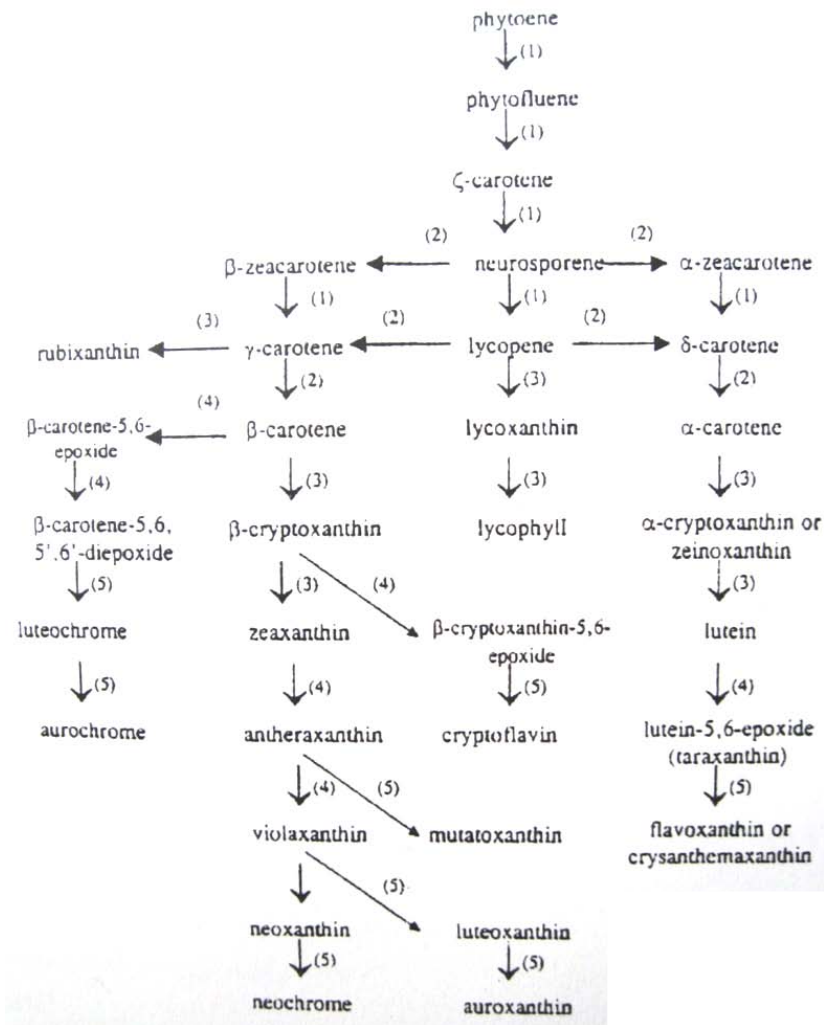 phytoene
(1)
phytofluene
(1)
ζ-carotene
(1)
(2) (2)
β-zeacarotene neurosporene α-zeacarotene
(1) (1) (1)
(3) (2) (2)
rubixanthin γ-carotene lycopene δ-carotene
(2) (3) (2)
(4)
β-carotene-5,6-
epoxide
β-carotene lycoxanthin α-carotene
(4) (3) (3) (3)
β-carotene-5,6,
5',6'-diepoxide
β-cryptoxanthin lycophyll α-cryptoxanthin or
zeinoxanthin
(5) (3) (4) (3)
luteochrome zeaxanthin β-cryptoxanthin-5,6-
epoxide
lutein
(5) (4) (5) (4)
aurochrome antheraxanthin cryptoflavin lutein-5,6-epoxide
(taraxanthin)
(4) (5) (5)
violaxanthin mutatoxanthin flavoxanthin or
crysanthemaxanthin
(5)
neoxanthin luteoxanthin
(5) (5)
neochrome auroxanthin